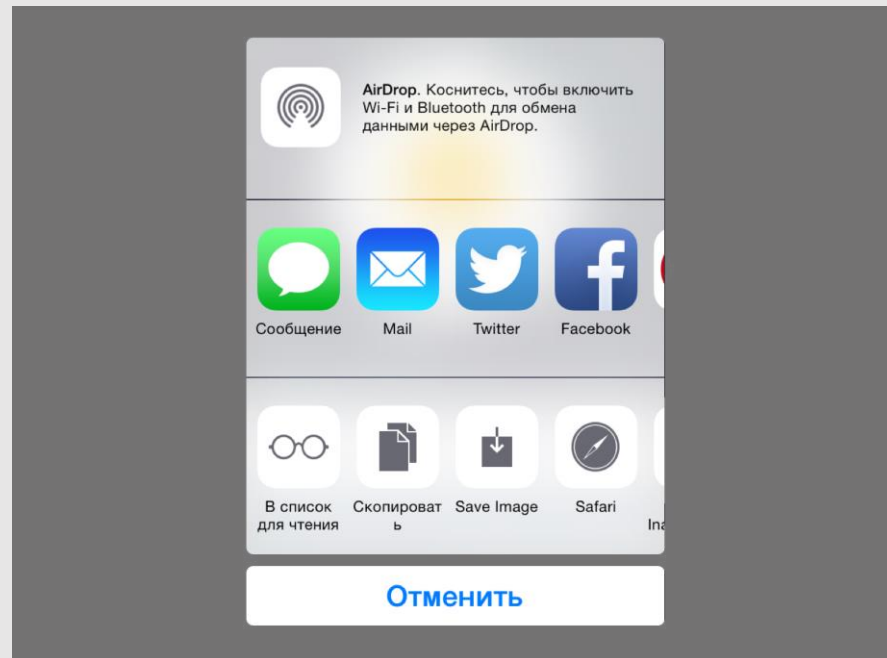 AirDrop. Коснитесь, чтобы включить
Wi-Fi и Bluetooth для обмена
данными через AirDrop.
Сообщение
Mail
Twitter
Facebook
В список
для чтения
Скопироват
ь
Save Image
Safari
Ina
Отменить